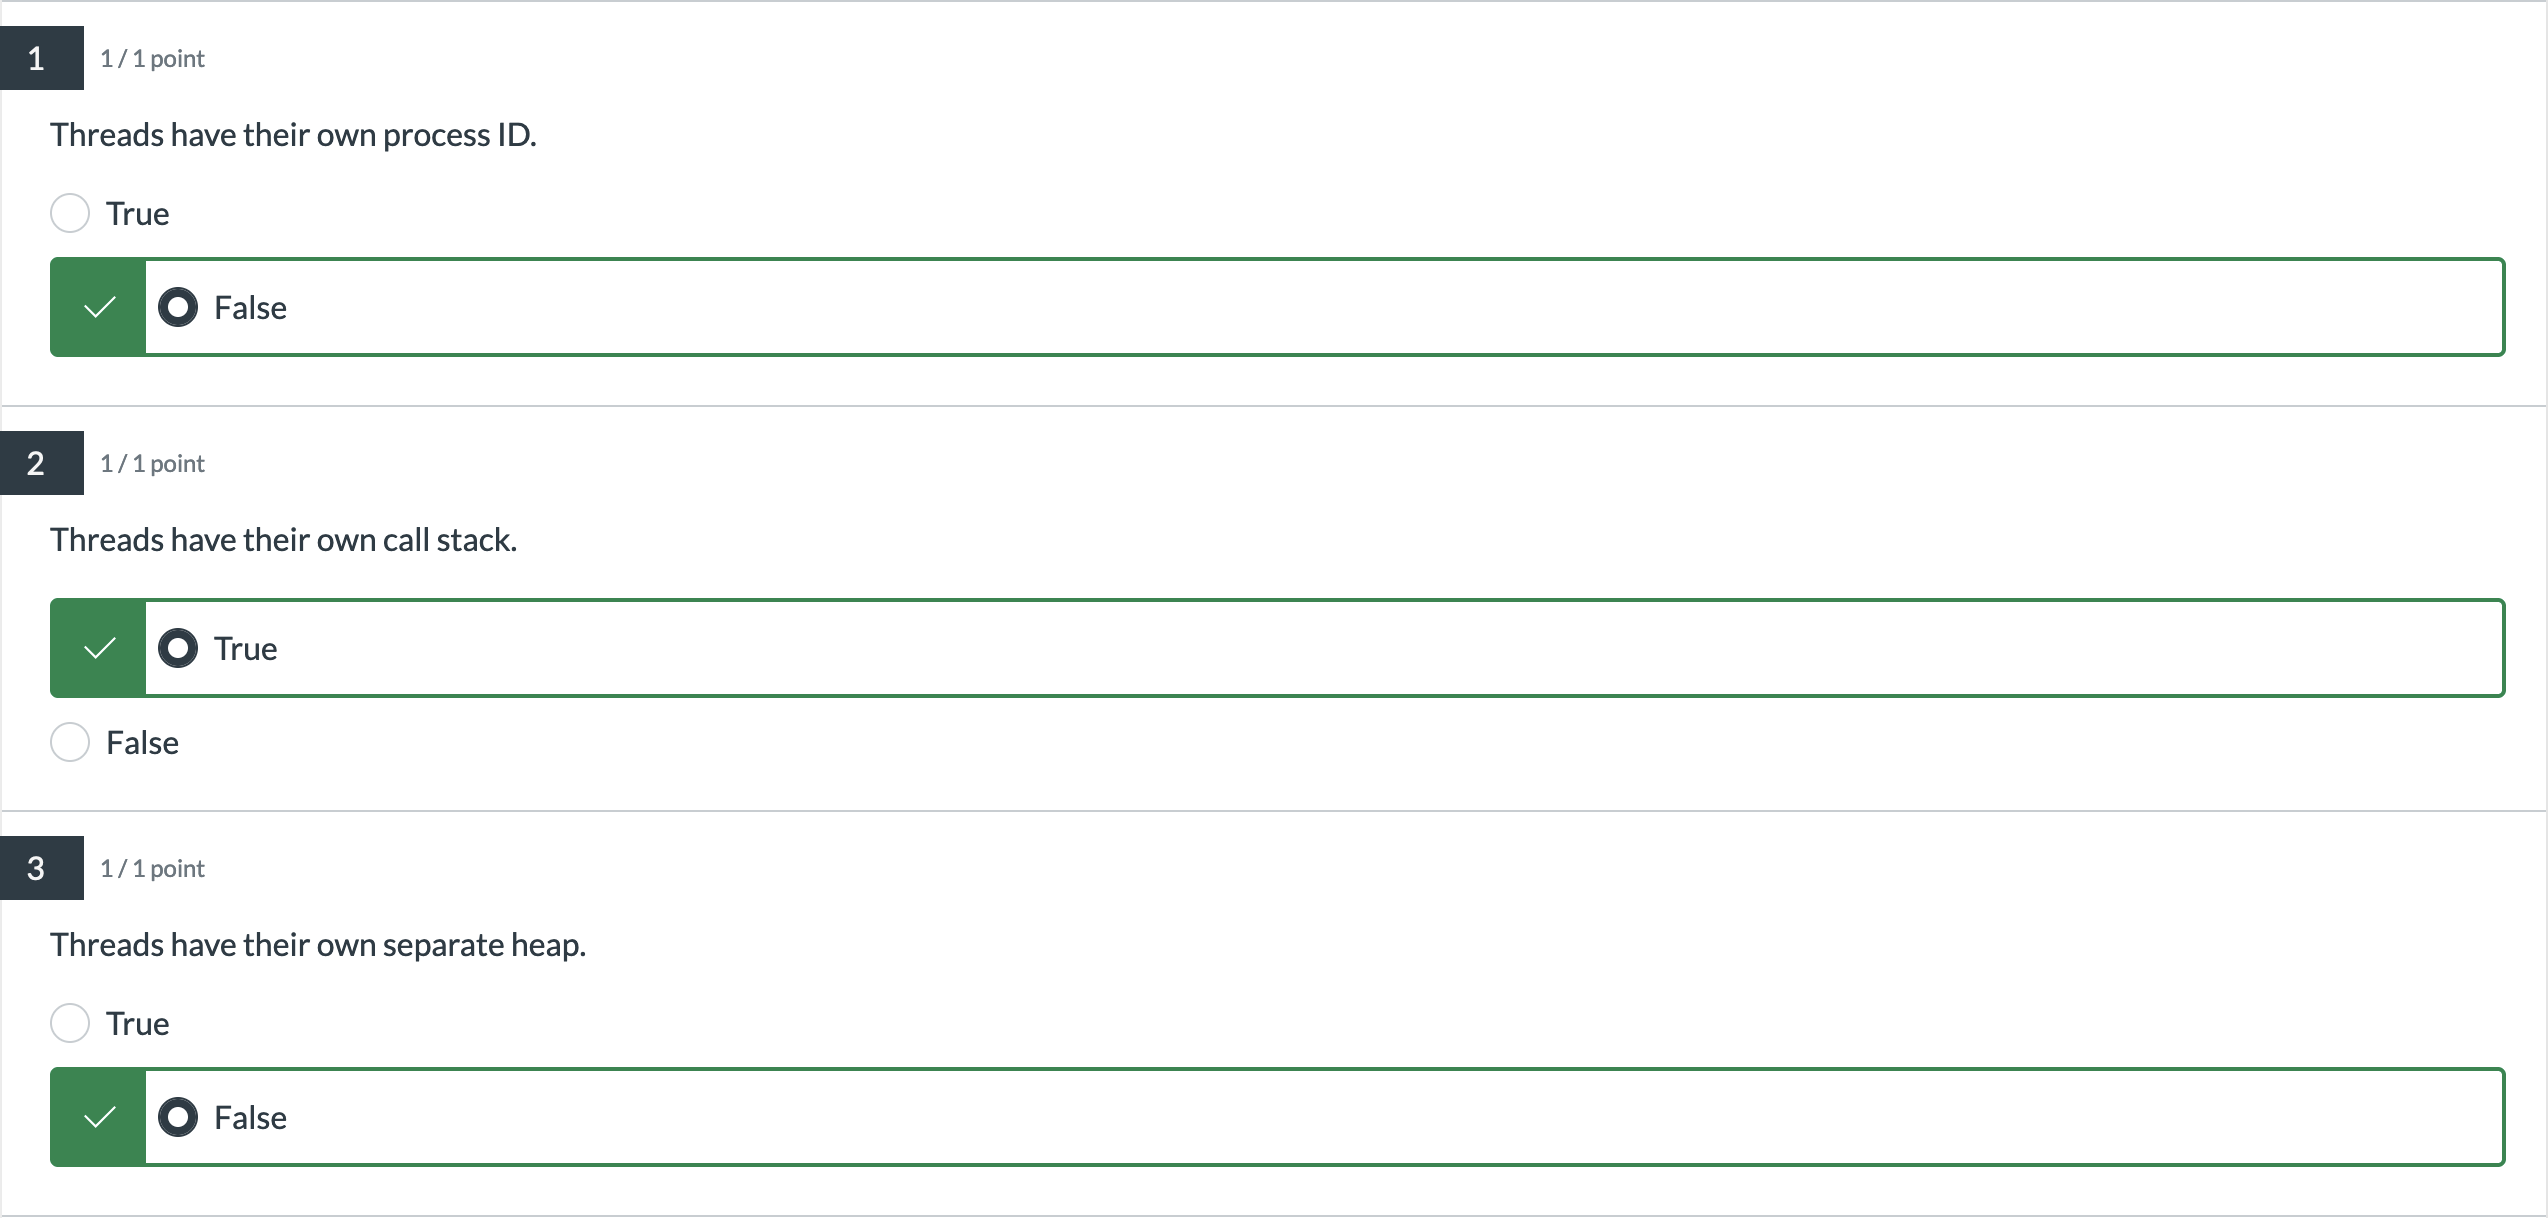 1
1 / 1 point
Threads have their own process ID.
True
False
2
1 / 1 point
Threads have their own call stack.
True
False
3
1 / 1 point
Threads have their own separate heap.
True
False